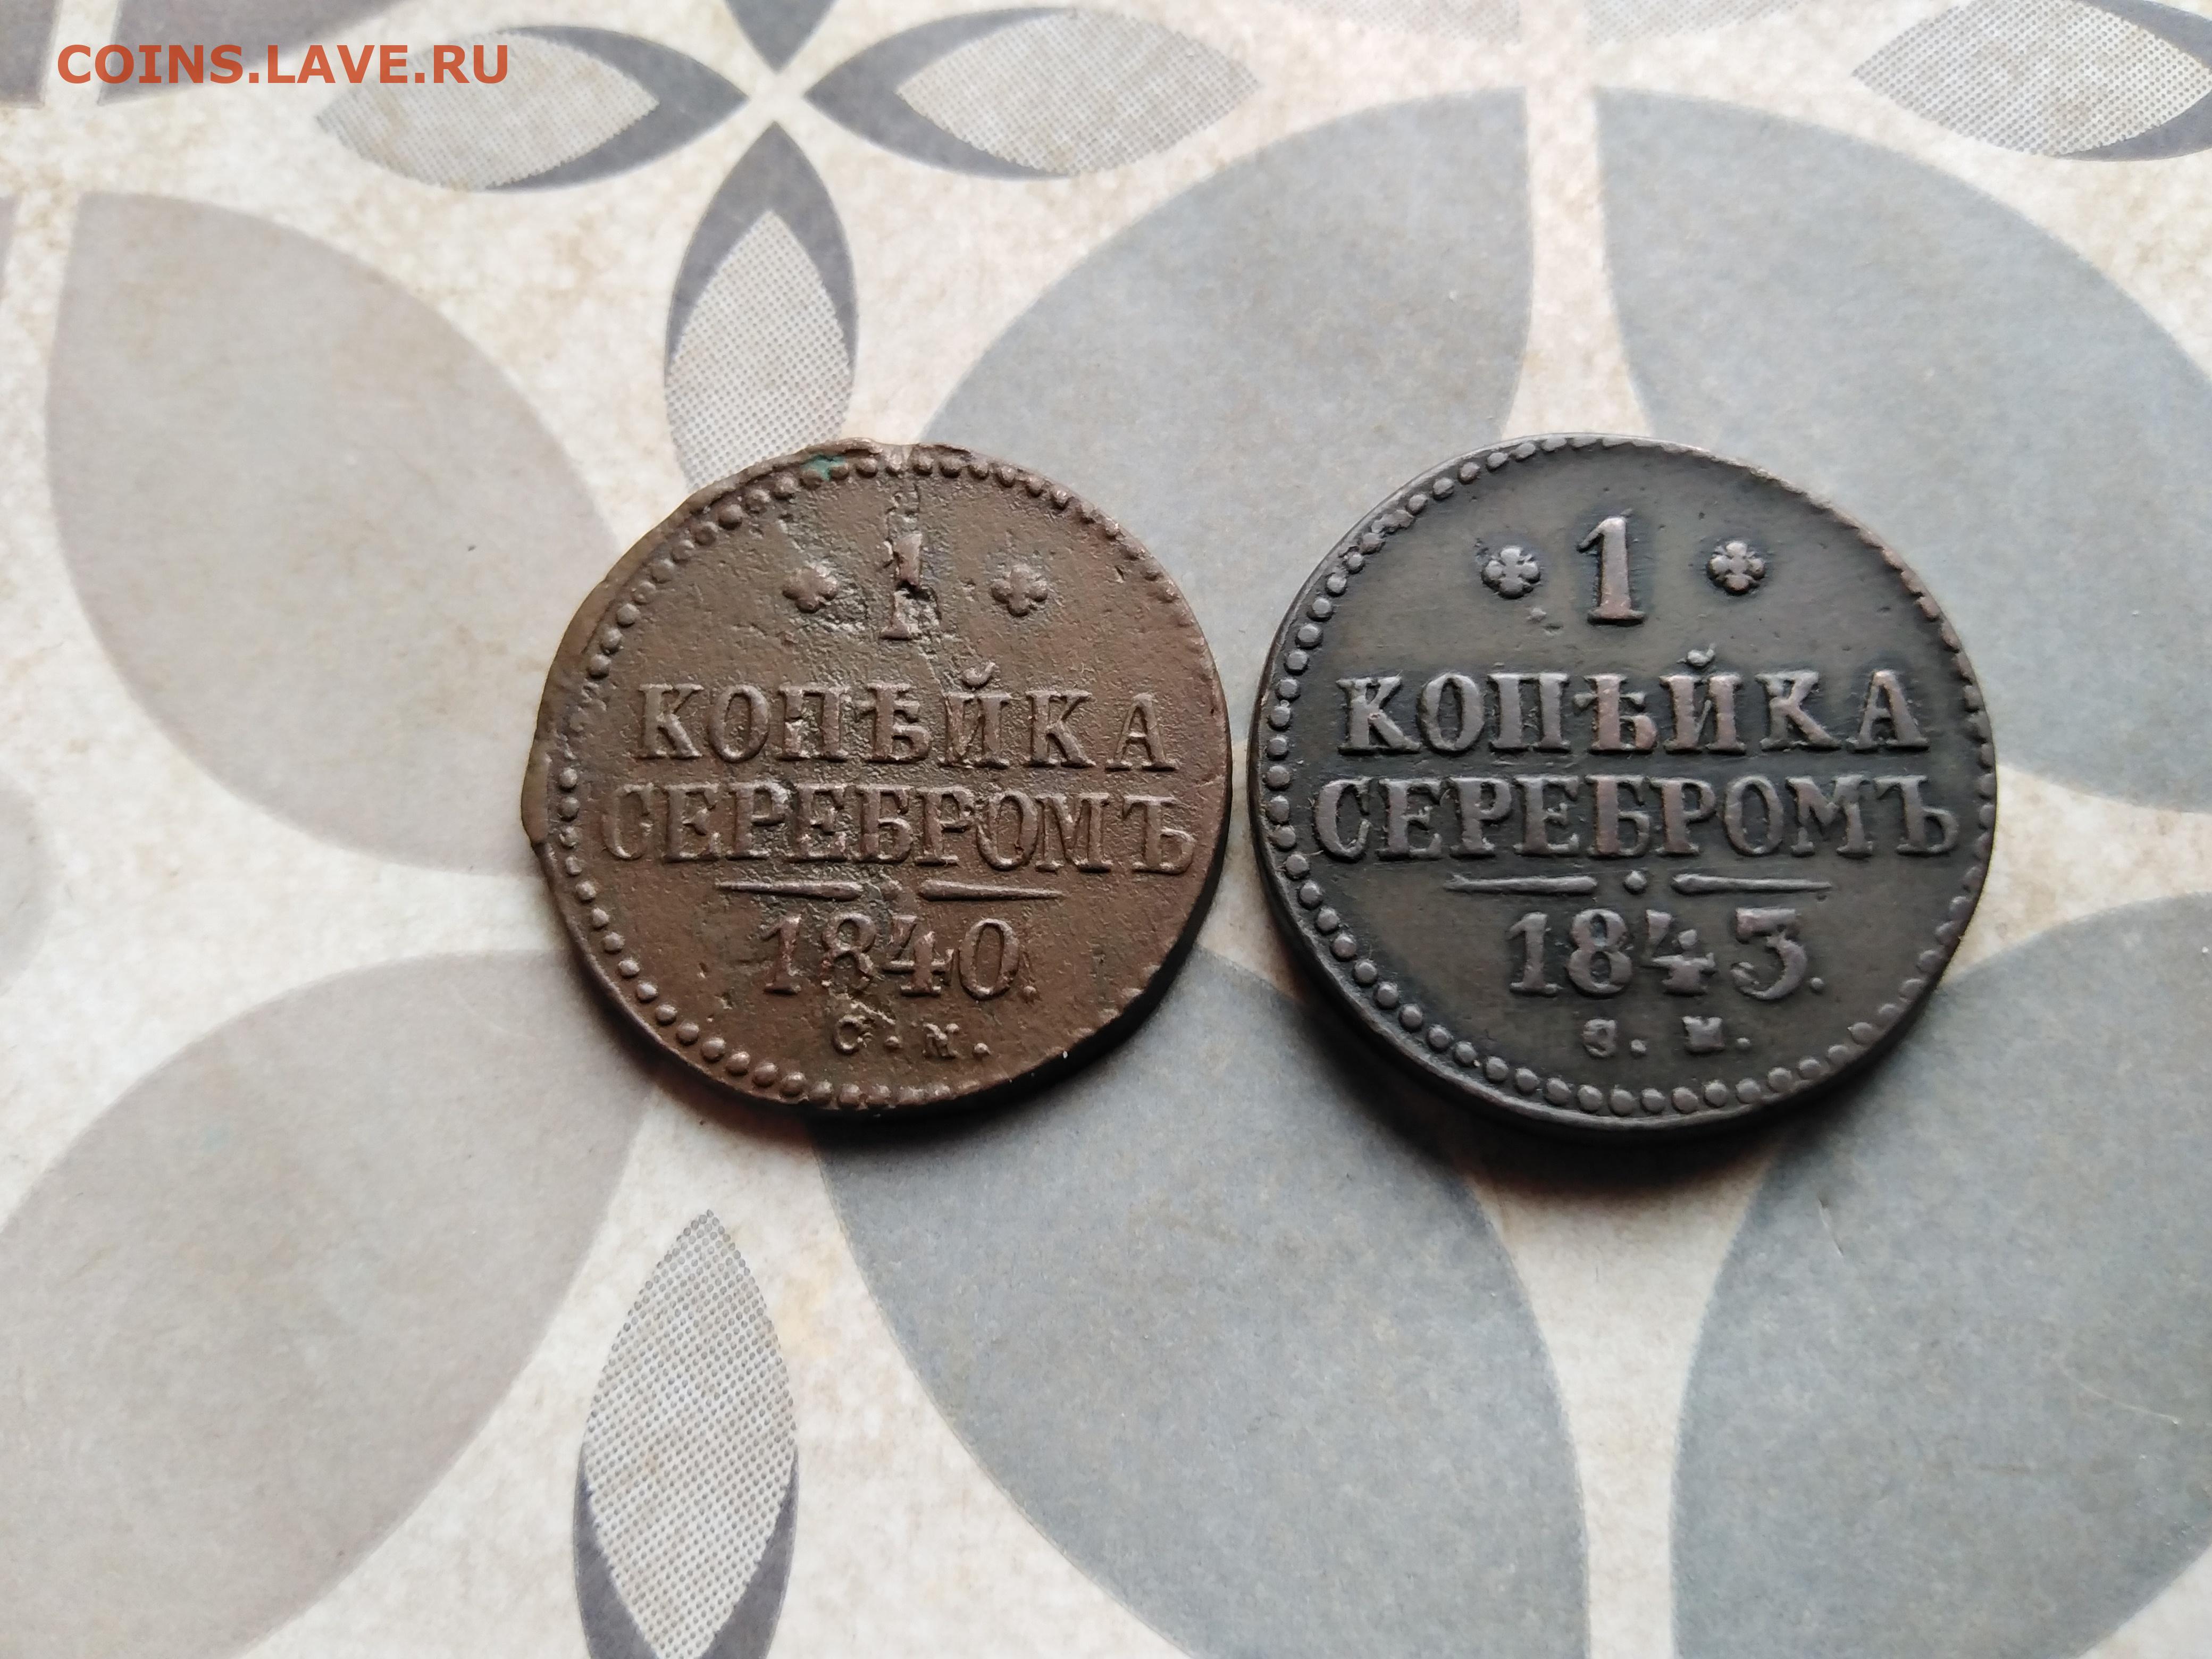 COINS.LAVE.RU
1
КОПѢЙКА
СЕРЕБРОМЪ
1840.
С. М.
1
КОПѢЙКА
СЕРЕБРОМЪ
1843.
С. М.